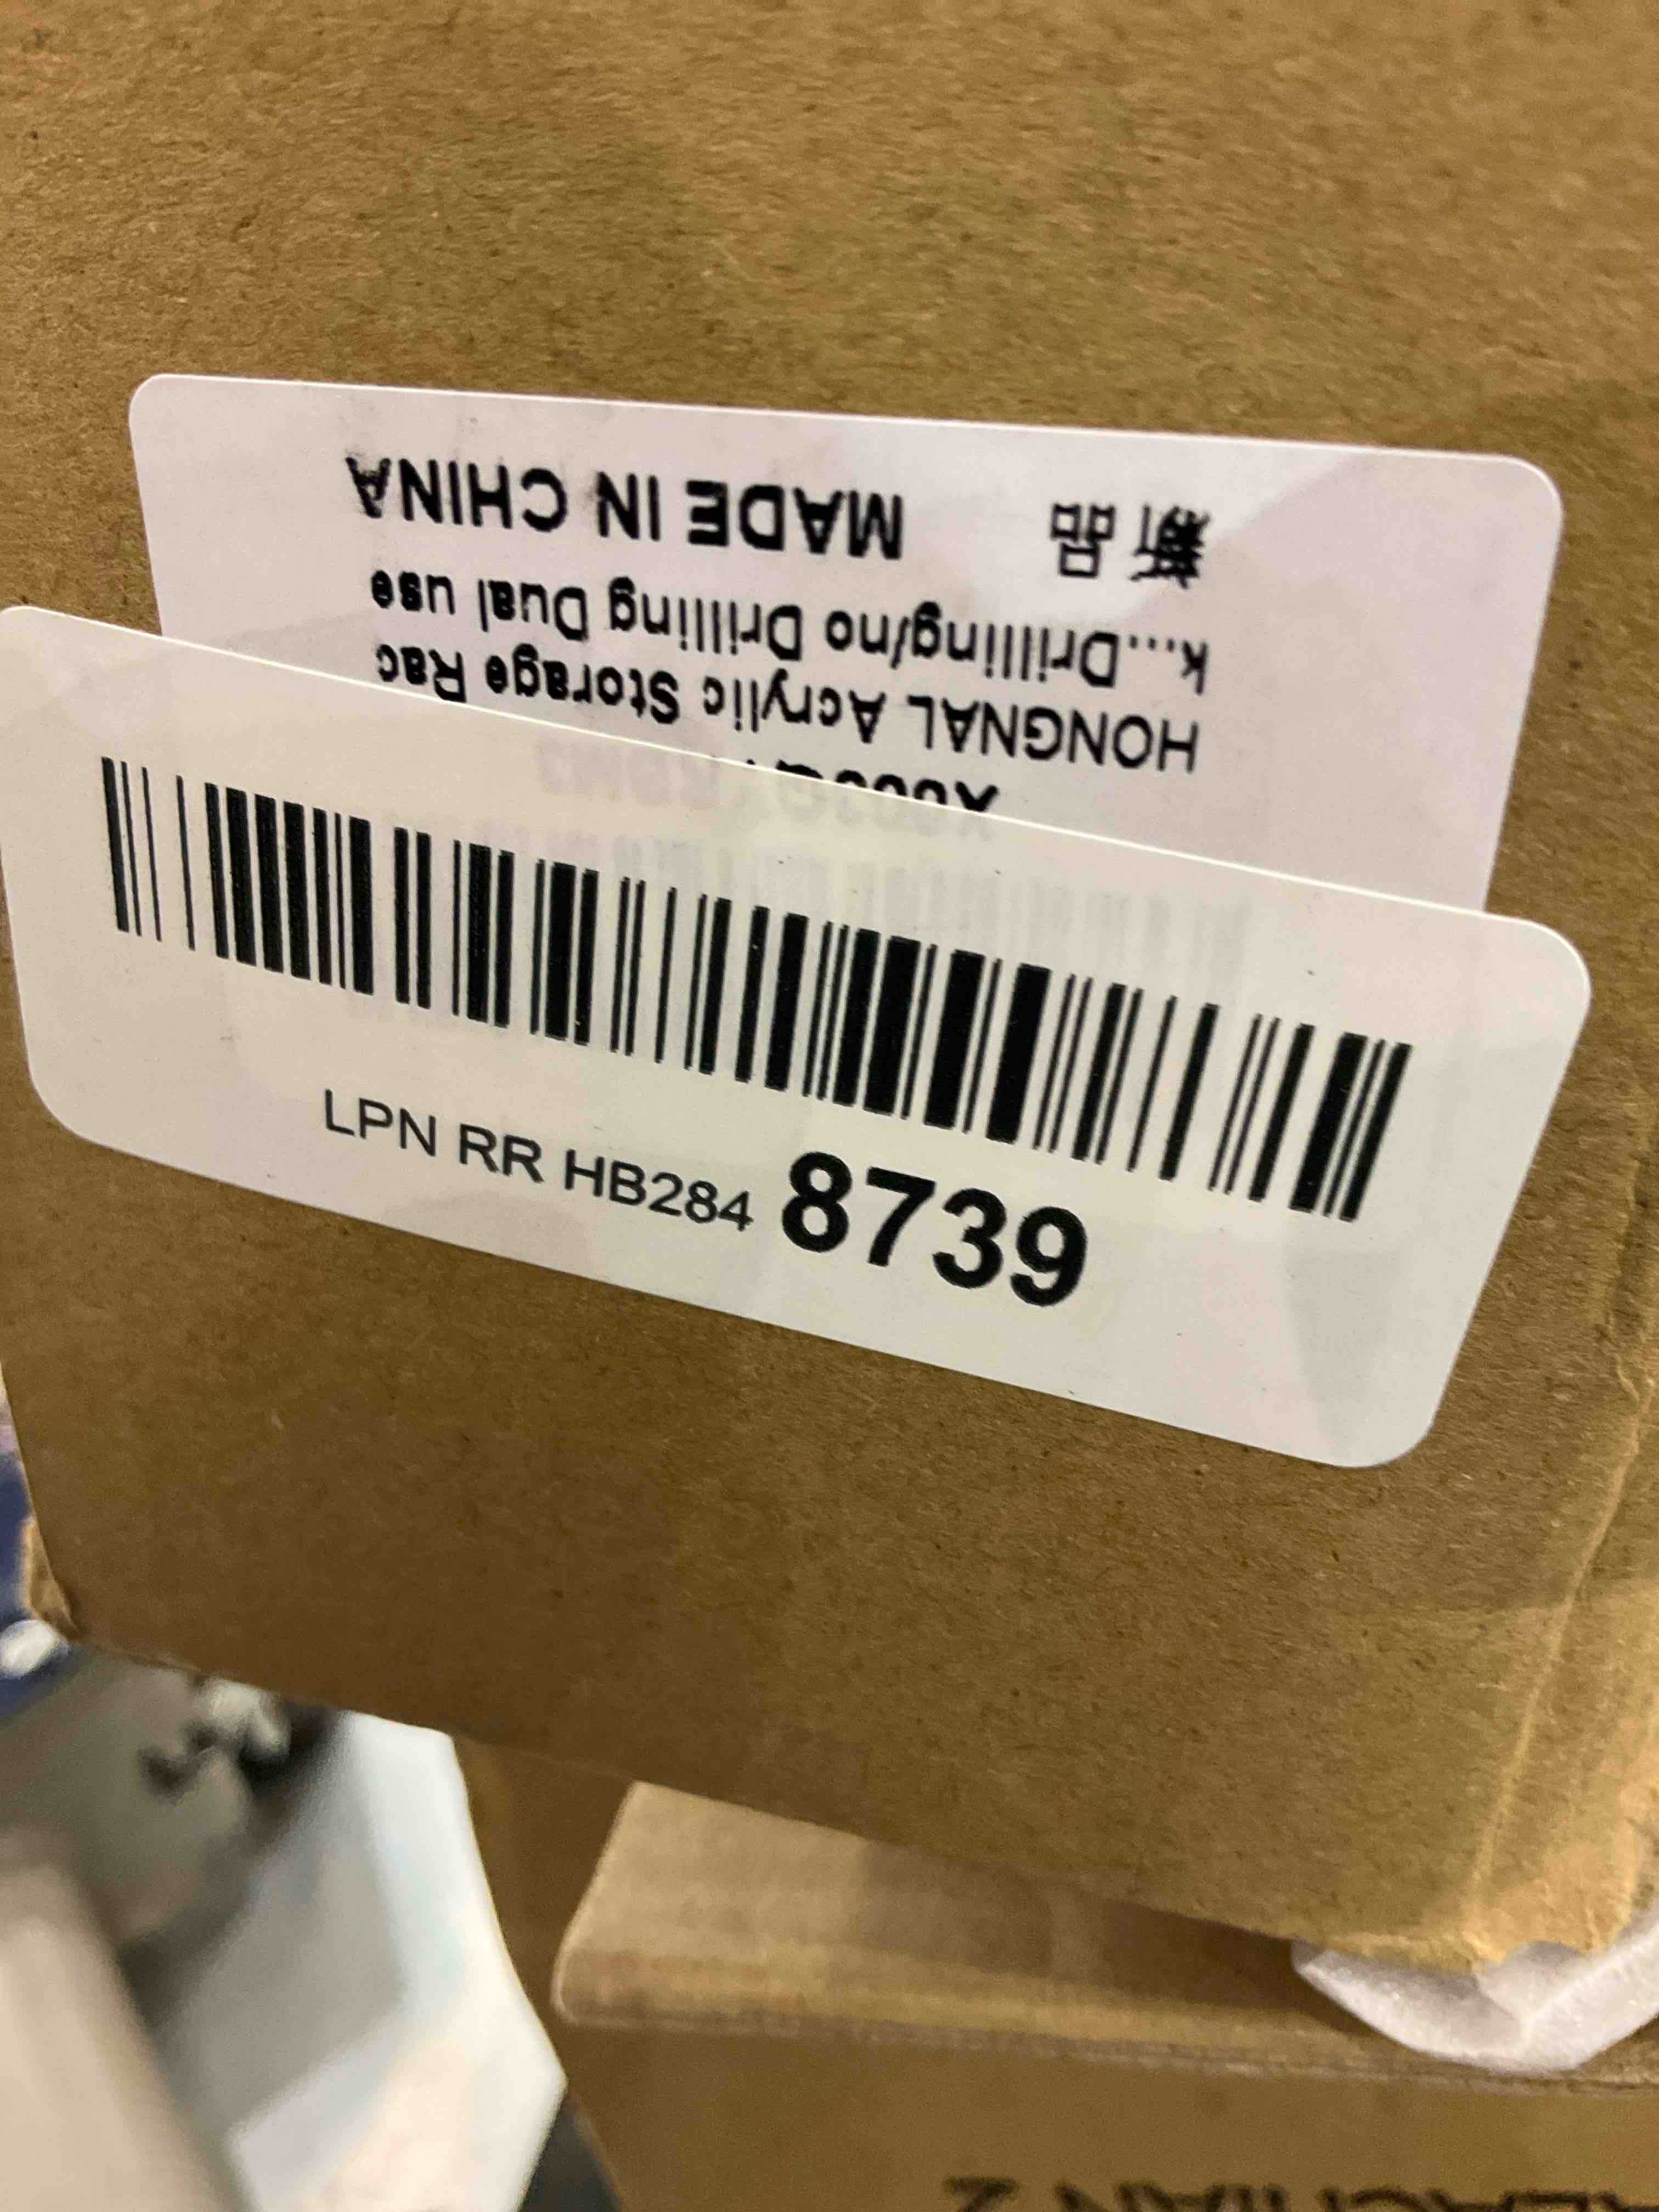 HONGNAL Acrylic Storage Rac
k...Drilling/no Drilling Dual use
新品 MADE IN CHINA
LPN RR HB284 8739